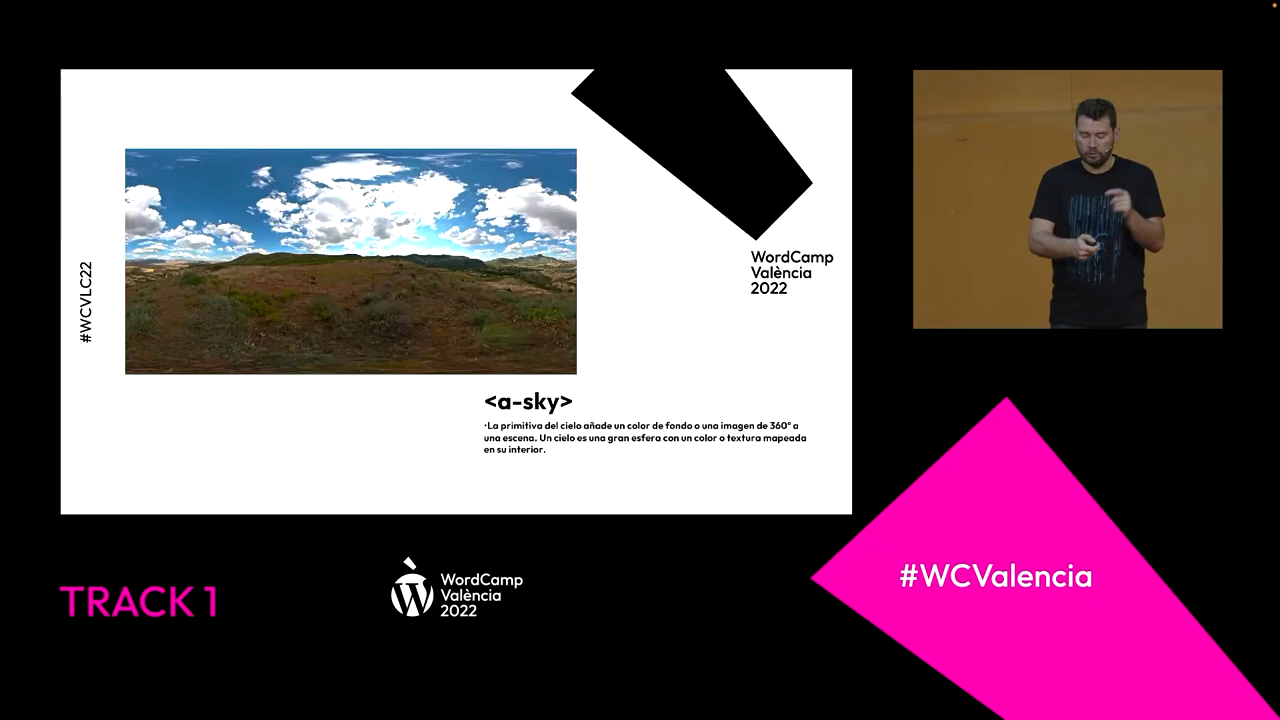 #WCVLC22
WordCamp
València
2022
<a-sky>
·La primitiva del cielo añade un color de fondo o una imagen de 360º a
una escena. Un cielo es una gran esfera con un color o textura mapeada
en su interior.
TRACK 1
WordCamp
València
2022
#WCValencia